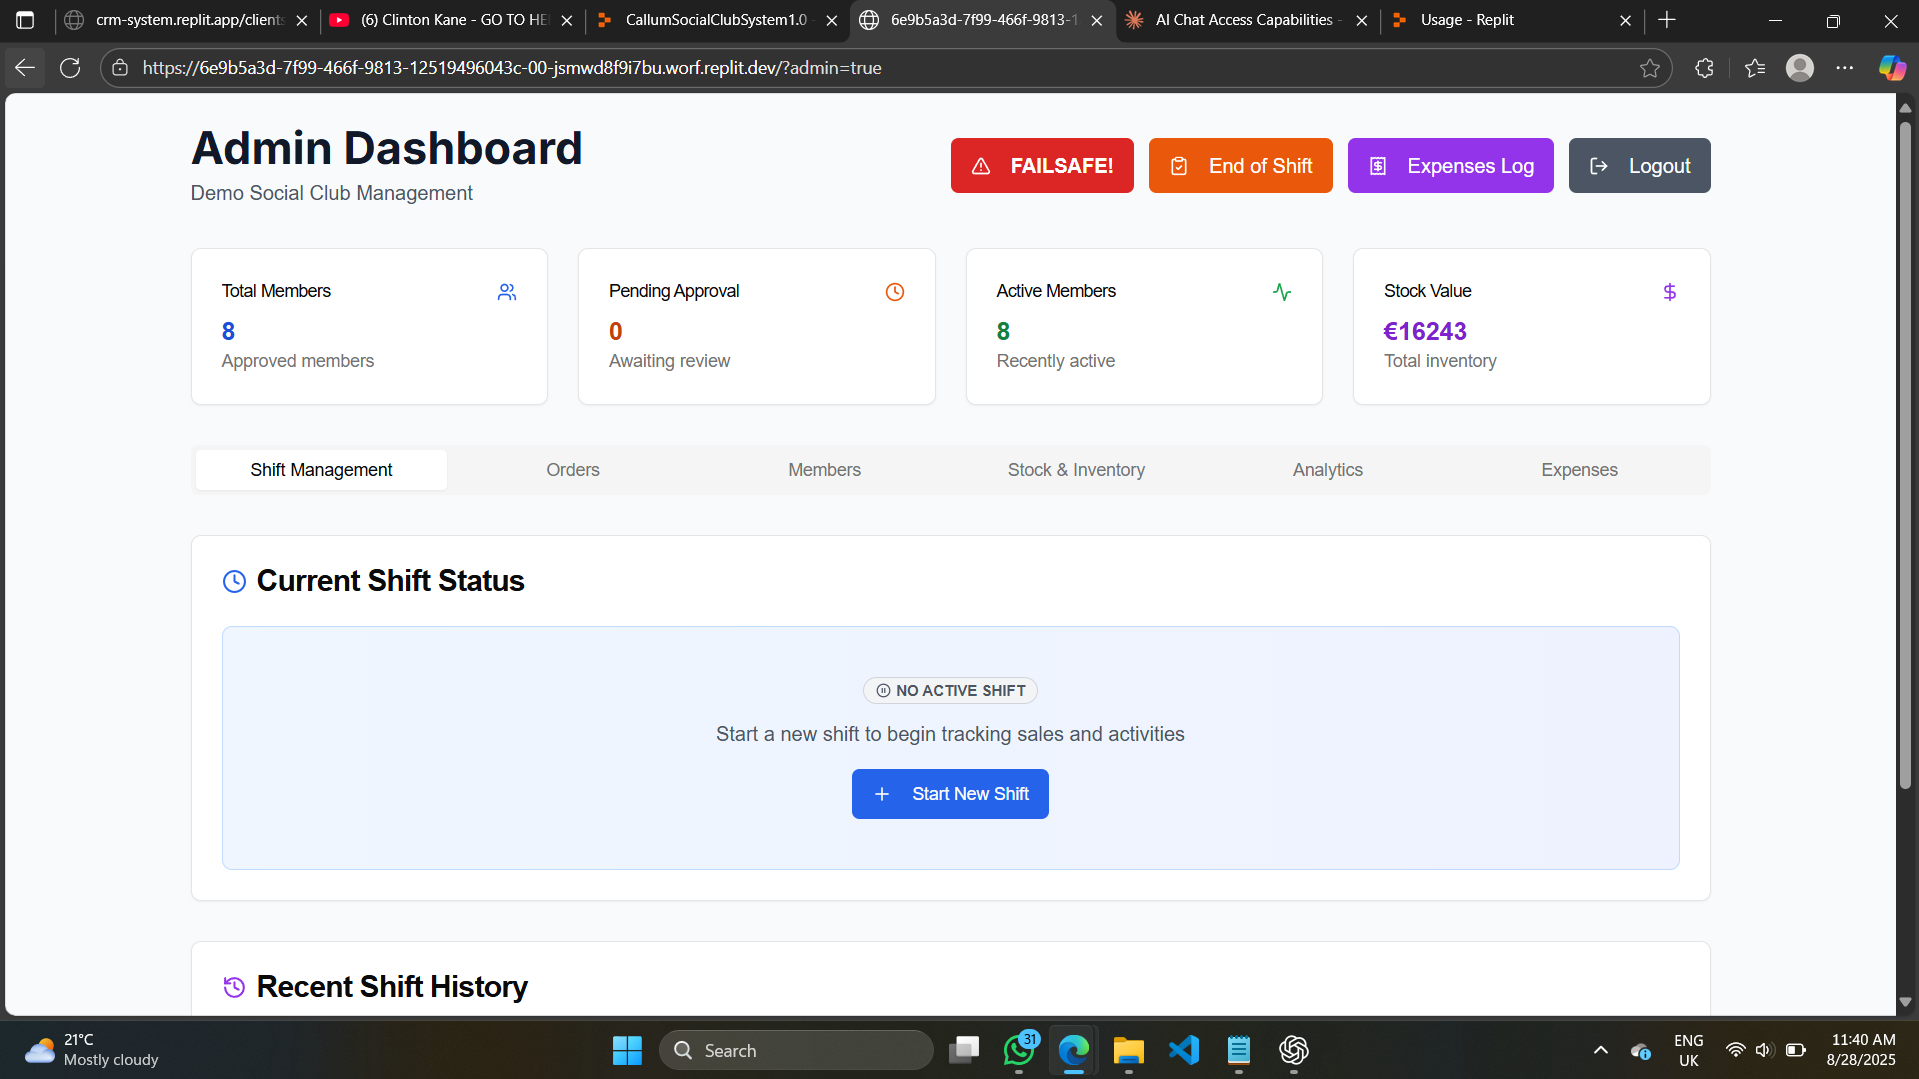 crm-system.replit.app/clients
(6) Clinton Kane - GO TO HE
CallumSocialClubSystem1.0
6e9b5a3d-7f99-466f-9813-1
AI Chat Access Capabilities -
Usage - Replit
https://6e9b5a3d-7f99-466f-9813-12519496043c-00-jsmwd8f9i7bu.worf.replit.dev/?admin=true
Admin Dashboard
Demo Social Club Management
FAILSAFE!
End of Shift
Expenses Log
Logout
Total Members
8
Approved members
Pending Approval
0
Awaiting review
Active Members
8
Recently active
Stock Value
€16243
Total inventory
Shift Management
Orders
Members
Stock & Inventory
Analytics
Expenses
Current Shift Status
NO ACTIVE SHIFT
Start a new shift to begin tracking sales and activities
Start New Shift
Recent Shift History
21°C
Mostly cloudy
Search
31
ENG
UK
11:40 AM
8/28/2025